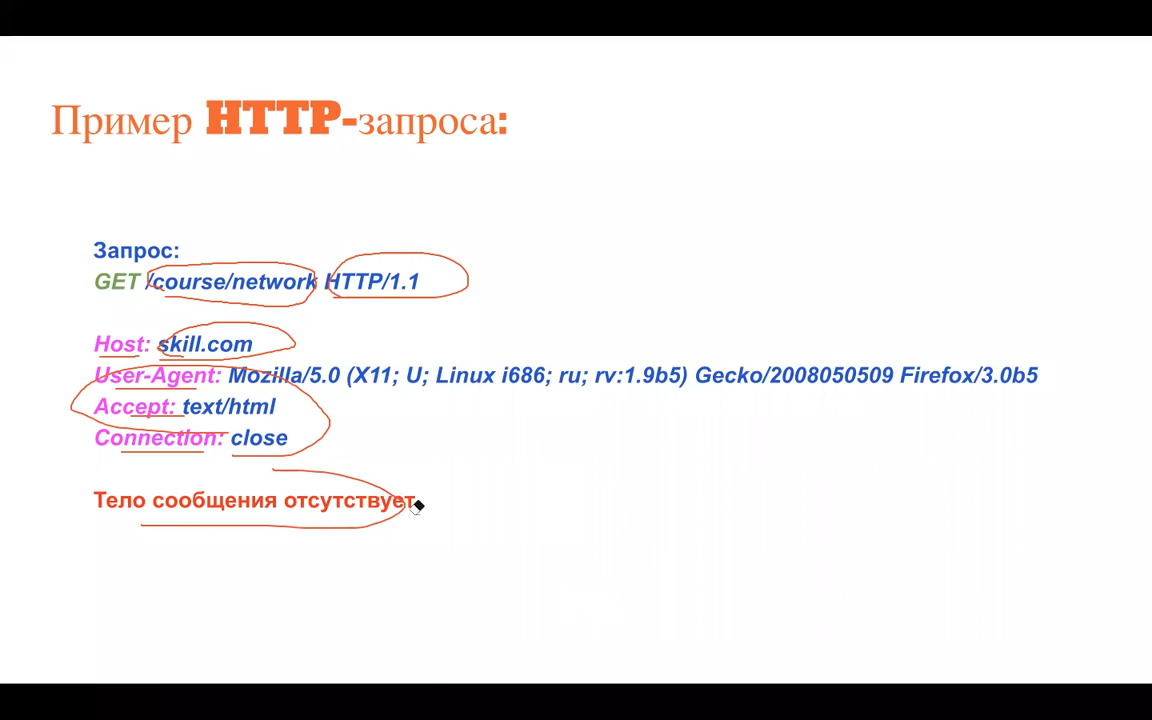 Пример HTTP-запроса:
Запрос:
GET /course/network HTTP/1.1
Host: skill.com
User-Agent: Mozilla/5.0 (X11; U; Linux i686; ru; rv:1.9b5) Gecko/2008050509 Firefox/3.0b5
Accept: text/html
Connection: close
Тело сообщения отсутствует